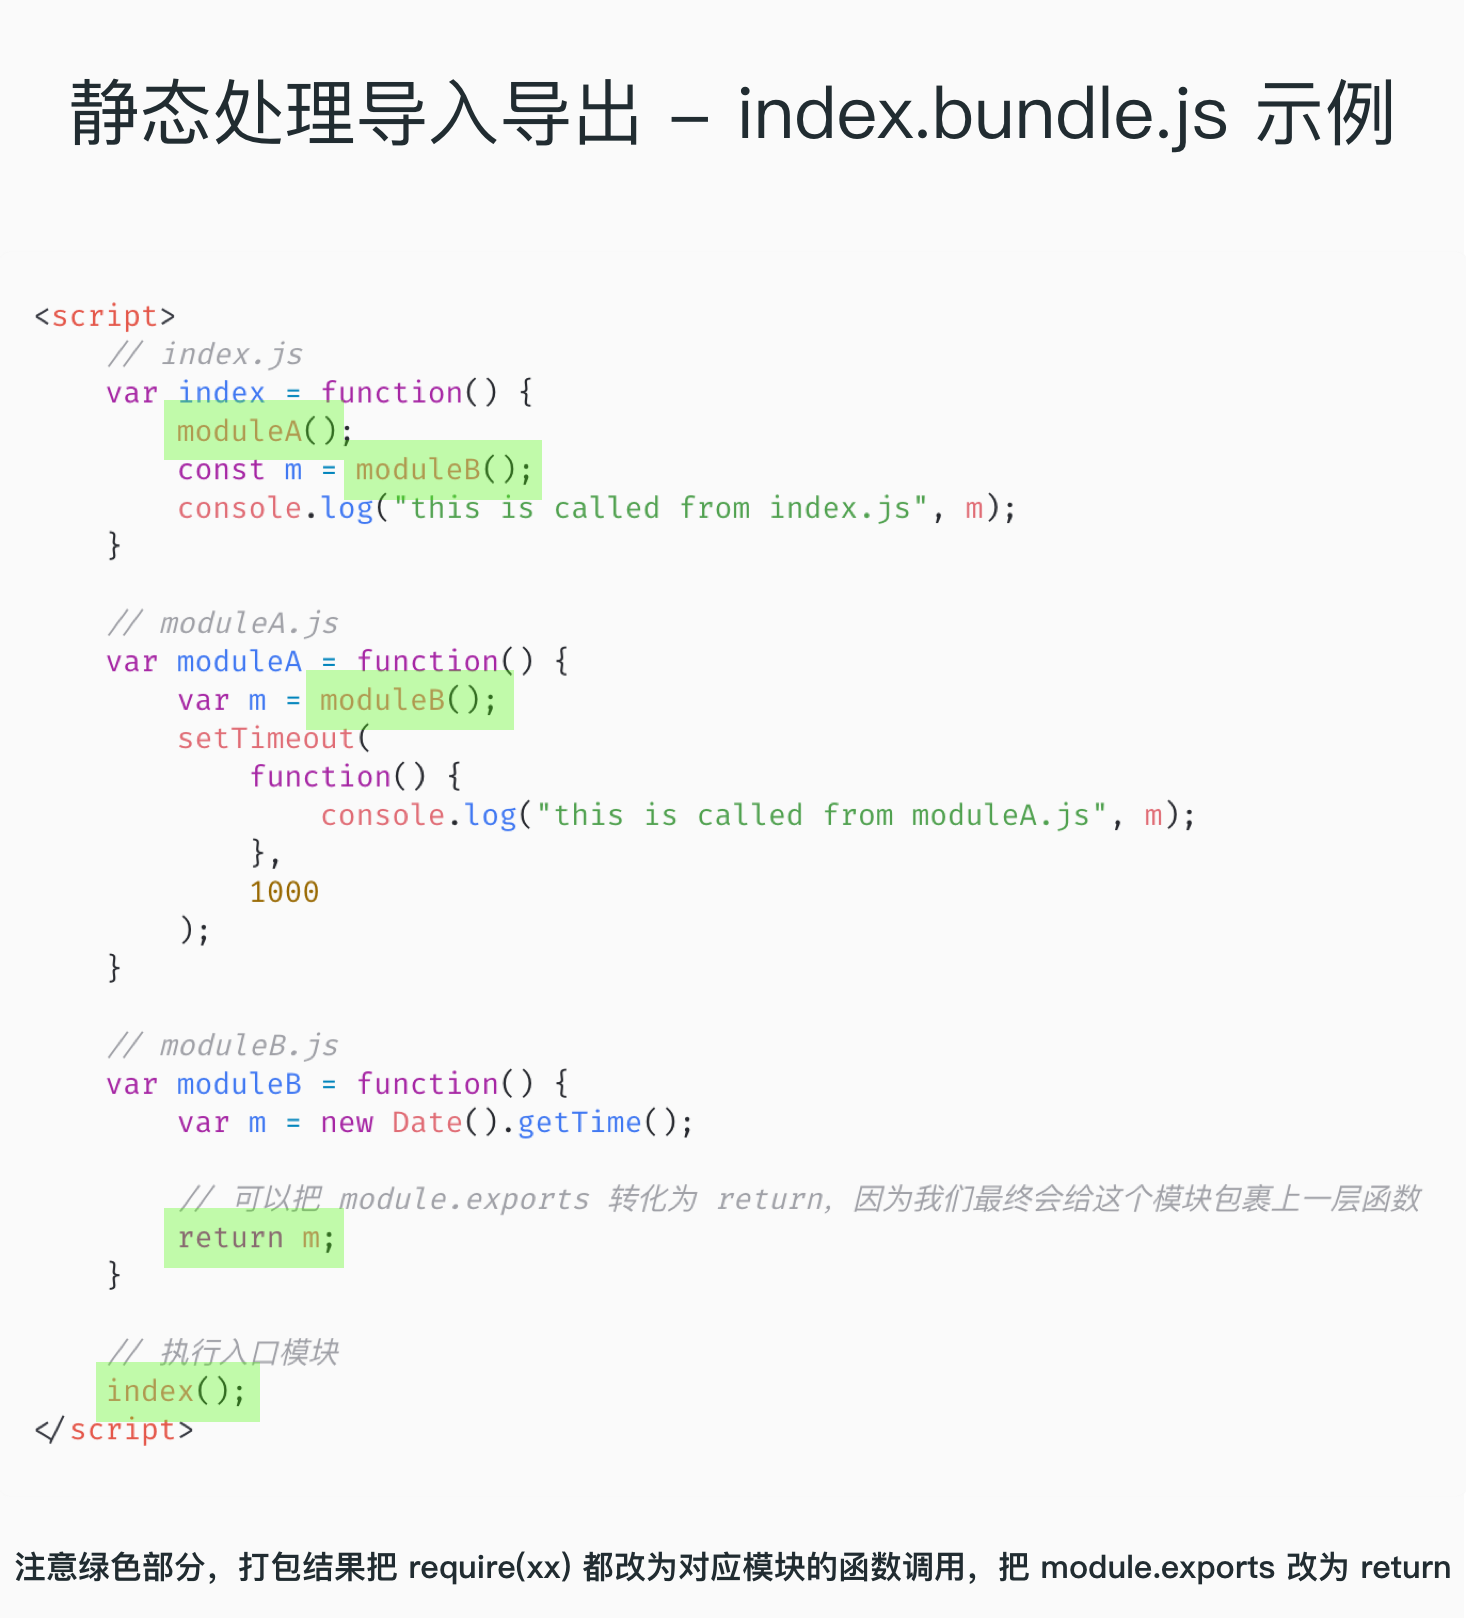 静态处理导入导出 – index.bundle.js 示例
<script>
// index.js
var index = function() {
moduleA();
const m = moduleB();
console.log("this is called from index.js", m);
}
// moduleA.js
var moduleA = function() {
var m = moduleB();
setTimeout(
function() {
console.log("this is called from moduleA.js", m);
},
1000
);
}
// moduleB.js
var moduleB = function() {
var m = new Date().getTime();
// 可以把 module.exports 转化为 return, 因为我们最终会给这个模块包裹上一层函数
return m;
}
// 执行入口模块
index();
</script>
注意绿色部分，打包结果把 require(xx) 都改为对应模块的函数调用，把 module.exports 改为 return